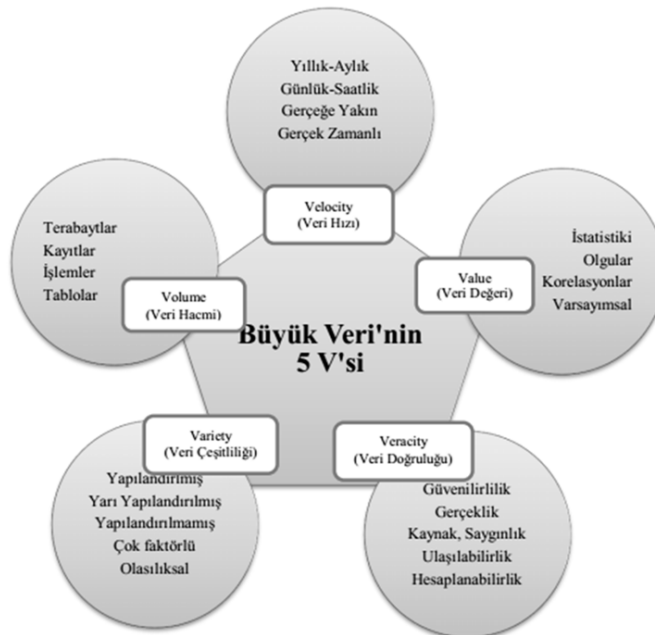 Yıllık-Aylık
Günlük-Saatlik
Gerçeğe Yakın
Gerçek Zamanlı
Velocity
(Veri Hızı)
Terabaytlar
Kayıtlar
İşlemler
Tablolar
Volume
(Veri Hacmi)
İstatistiki
Olgular
Korelasyonlar
Varsayımsal
Value
(Veri Değeri)
Büyük Veri'nin
5 V'si
Variety
(Veri Çeşitliliği)
Yapılandırılmış
Yarı Yapılandırılmış
Yapılandırılmamış
Çok faktörlü
Olasılıksal
Veracity
(Veri Doğruluğu)
Güvenilirlilik
Gerçeklik
Kaynak, Saygınlık
Ulaşılabilirlik
Hesaplanabilirlik